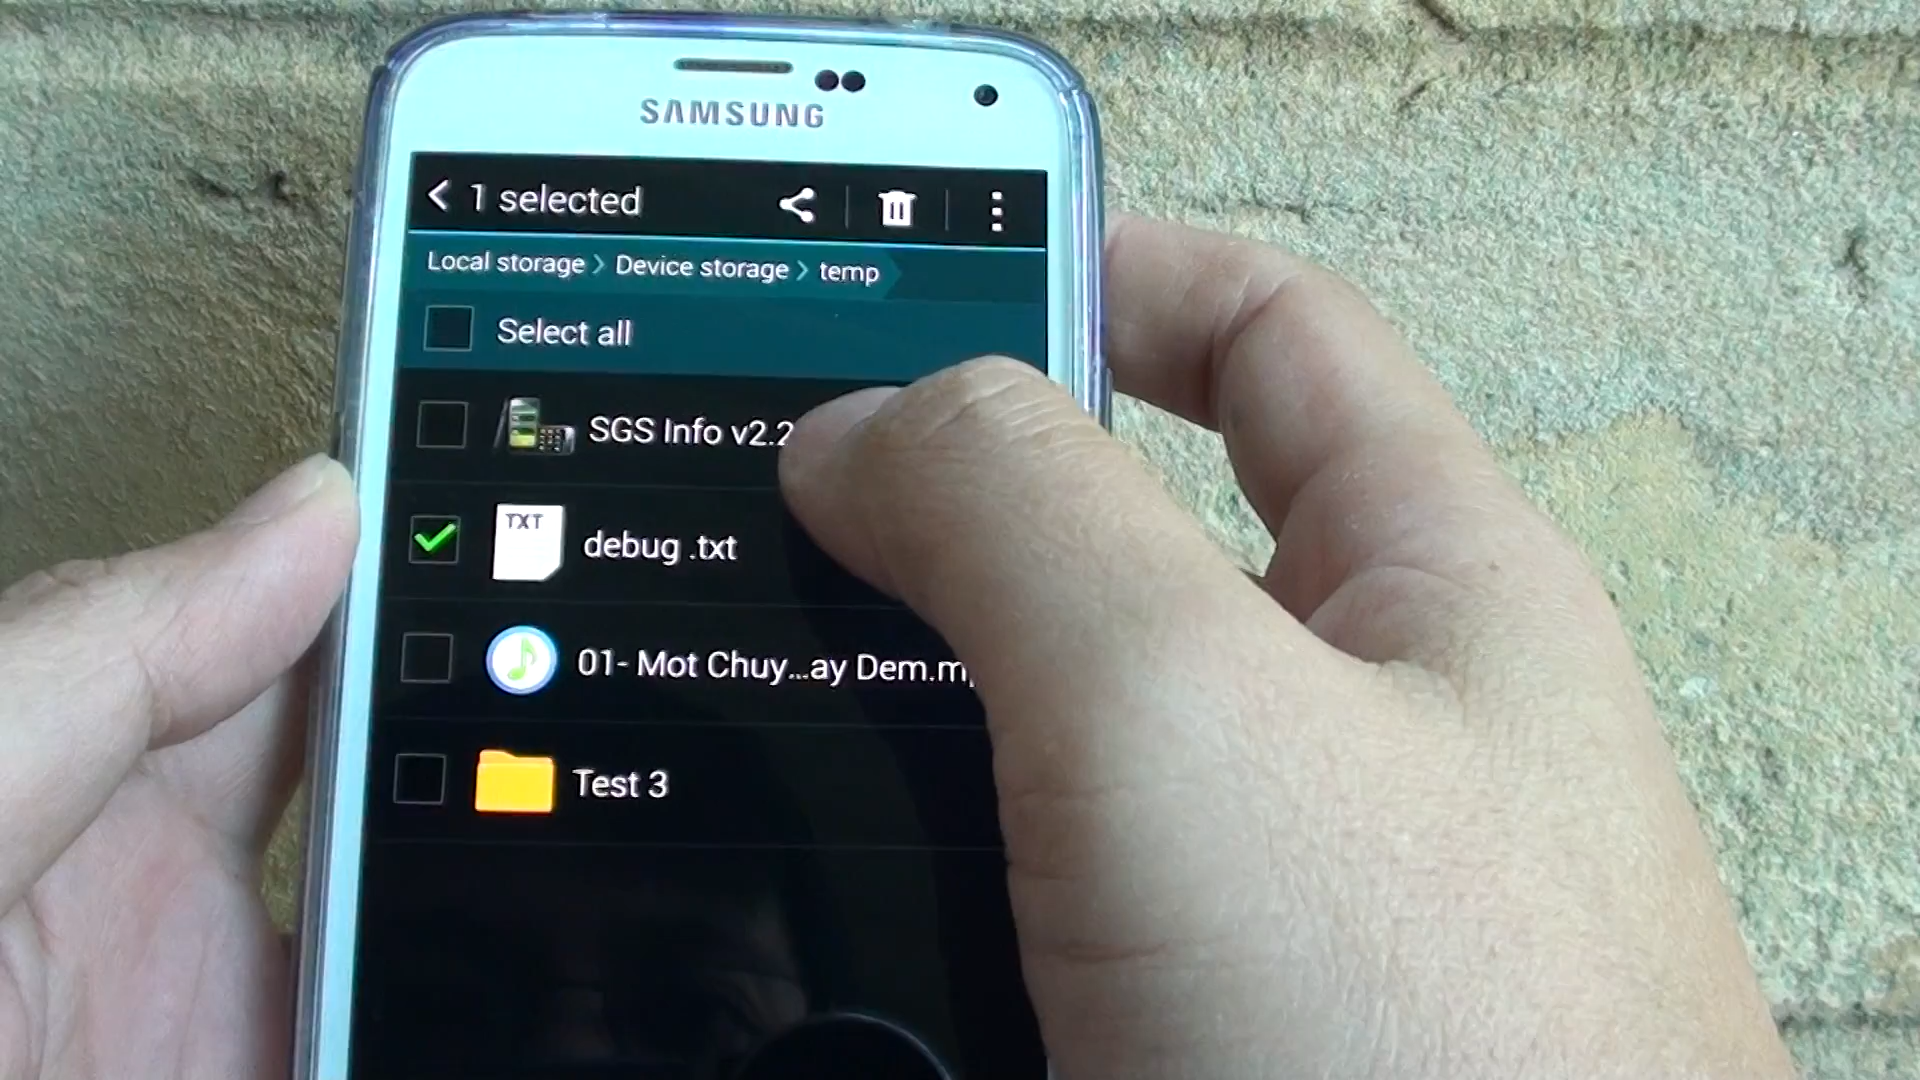 SAMSUNG
1 selected
Local storage > Device storage > temp
Select all
SGS Info v2.2
TXT
debug .txt
01- Mot Chuy...ay Dem.m
Test 3